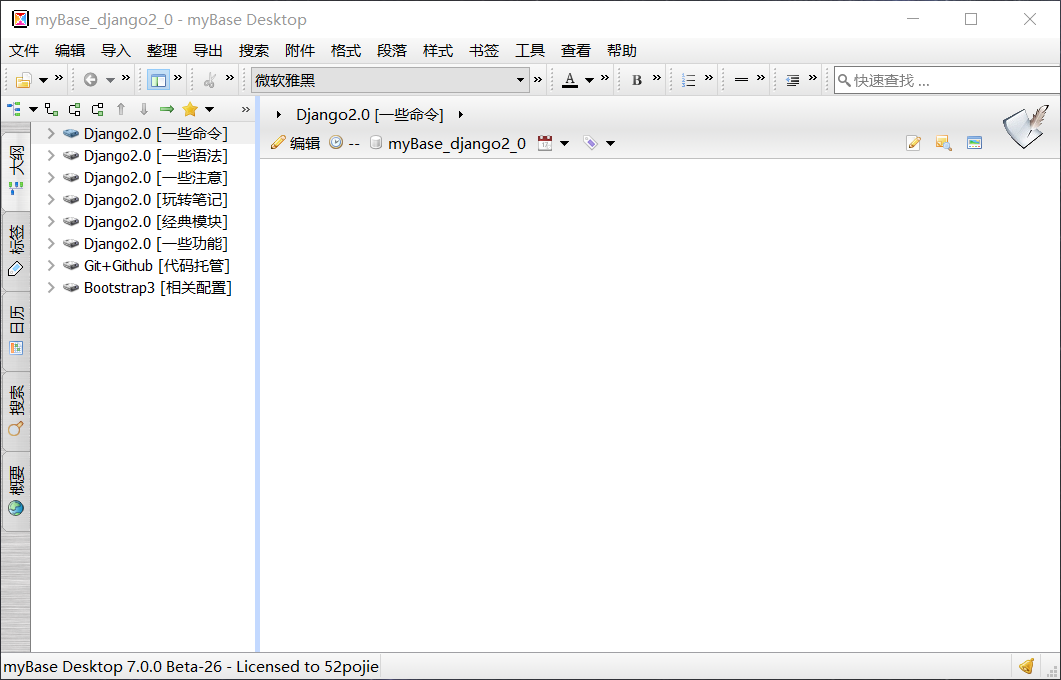 myBase_django2_0 - myBase Desktop
文件 编辑 导入 整理 导出 搜索 附件 格式 段落 样式 书签 工具 查看 帮助
微软雅黑 A B 快速查找 ...
Django2.0 [一些命令]
编辑 -- myBase_django2_0
大纲
标签
日历
搜索
概要
Django2.0 [一些命令]
Django2.0 [一些语法]
Django2.0 [一些注意]
Django2.0 [玩转笔记]
Django2.0 [经典模块]
Django2.0 [一些功能]
Git+Github [代码托管]
Bootstrap3 [相关配置]
myBase Desktop 7.0.0 Beta-26 - Licensed to 52pojie